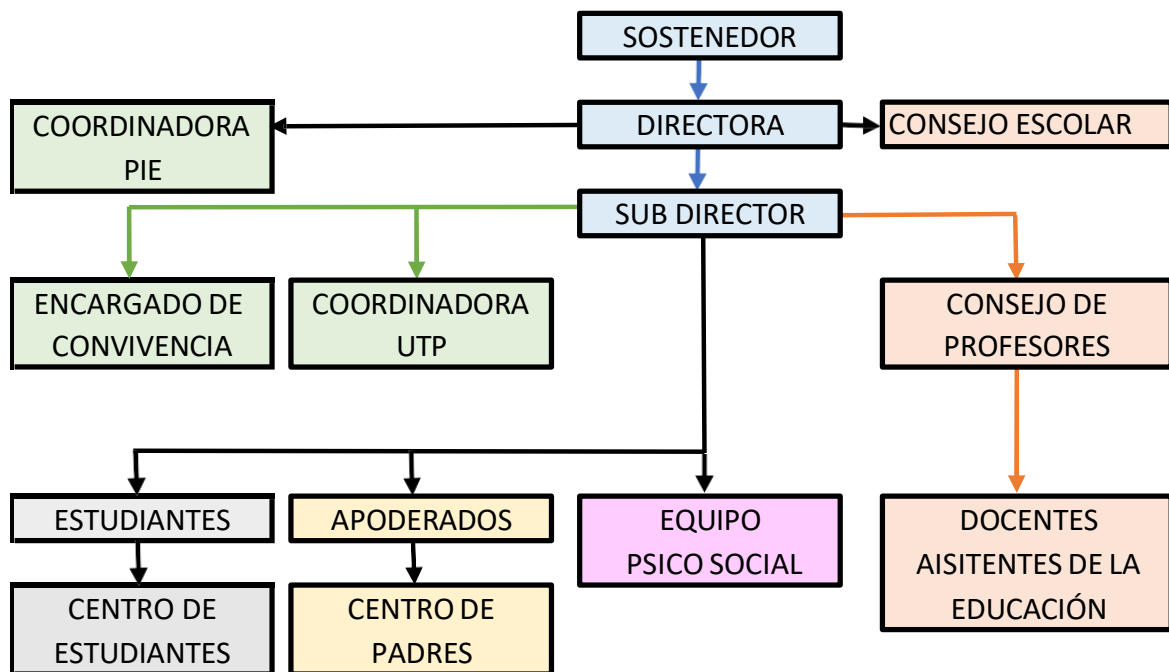 SOSTENEDOR
COORDINADORA
PIE
DIRECTORA
CONSEJO ESCOLAR
SUB DIRECTOR
ENCARGADO DE
CONVIVENCIA
COORDINADORA
UTP
CONSEJO DE
PROFESORES
ESTUDIANTES
APODERADOS
EQUIPO
PSICO SOCIAL
DOCENTES
AISITENTES DE LA
EDUCACIÓN
CENTRO DE
ESTUDIANTES
CENTRO DE
PADRES